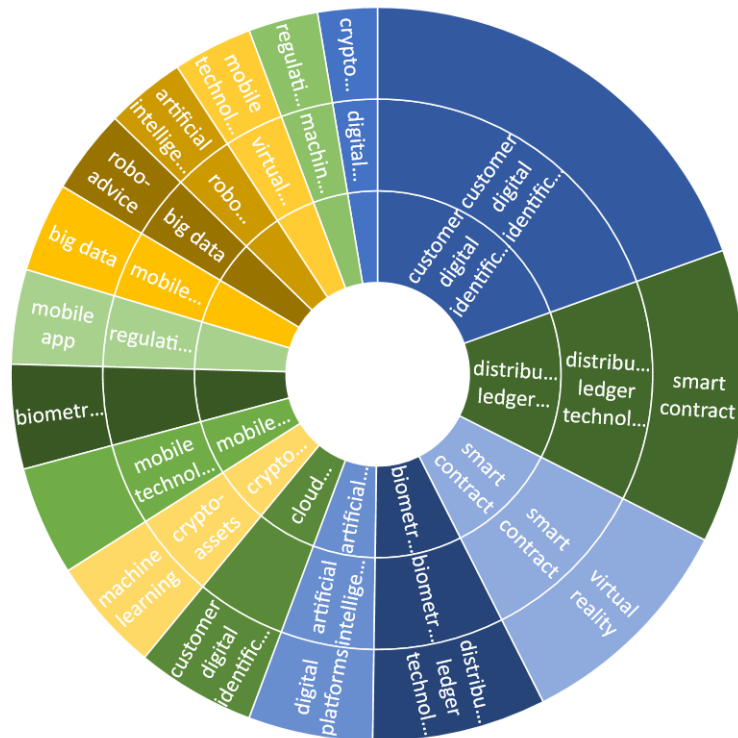 crypto...
digital...
customer
digital
identific...
customer
digital
identific...
distribu...
ledger...
distribu...
ledger
technol...
smart
contract
smart
contract
smart
contract
virtual
reality
biometr...
biometr...
distribu...
ledger
technol...
artificial...
artificial
intellige...
digital
platforms
cloud...
customer
digital
identific...
crypto...
crypto-
assets
machine
learning
mobile...
mobile
technol...
biometr...
regulati...
mobile
app
mobile...
big data
big data
robo-
advice
robo...
artificial
intellige...
virtual...
mobile
technol...
machin...
regulati...